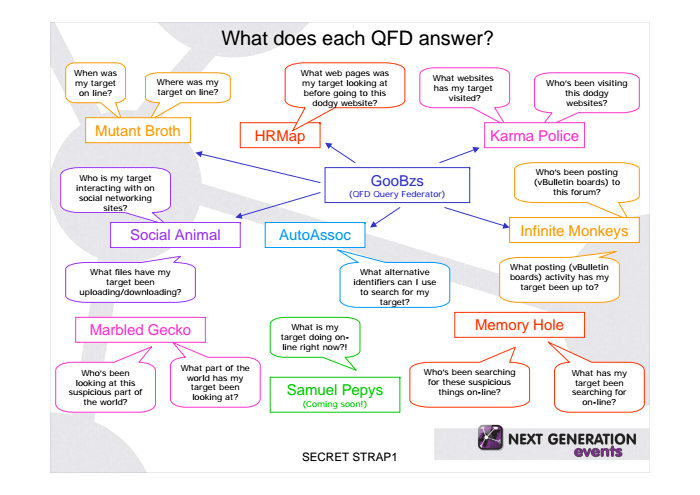 What does each QFD answer?
When was
my target
on line?
Where was my
target on line?
What web pages was
my target looking at
before going to this
dodgy website?
What websites
has my target
visited?
Who's been visiting
this dodgy
websites?
Mutant Broth
HRMap
Karma Police
GooBzs
(QFD Query Federator)
Who is my target
interacting with on
social networking
sites?
Who's been posting
(vBulletin boards) to
this forum?
Social Animal
AutoAssoc
Infinite Monkeys
What files have my
target been
uploading/downloading?
What alternative
identifiers can I use
to search for my
target?
What posting (vBulletin
boards) activity has my
target been up to?
Marbled Gecko
What is my
target doing on-
line right now?!
Memory Hole
Who's been
looking at this
suspicious part of
the world?
What part of the
world has my
target been
looking at?
Samuel Pepys
(Coming soon!)
Who's been searching
for these suspicious
things on-line?
What has my
target been
searching for
on-line?
NEXT GENERATION
events
SECRET STRAP1